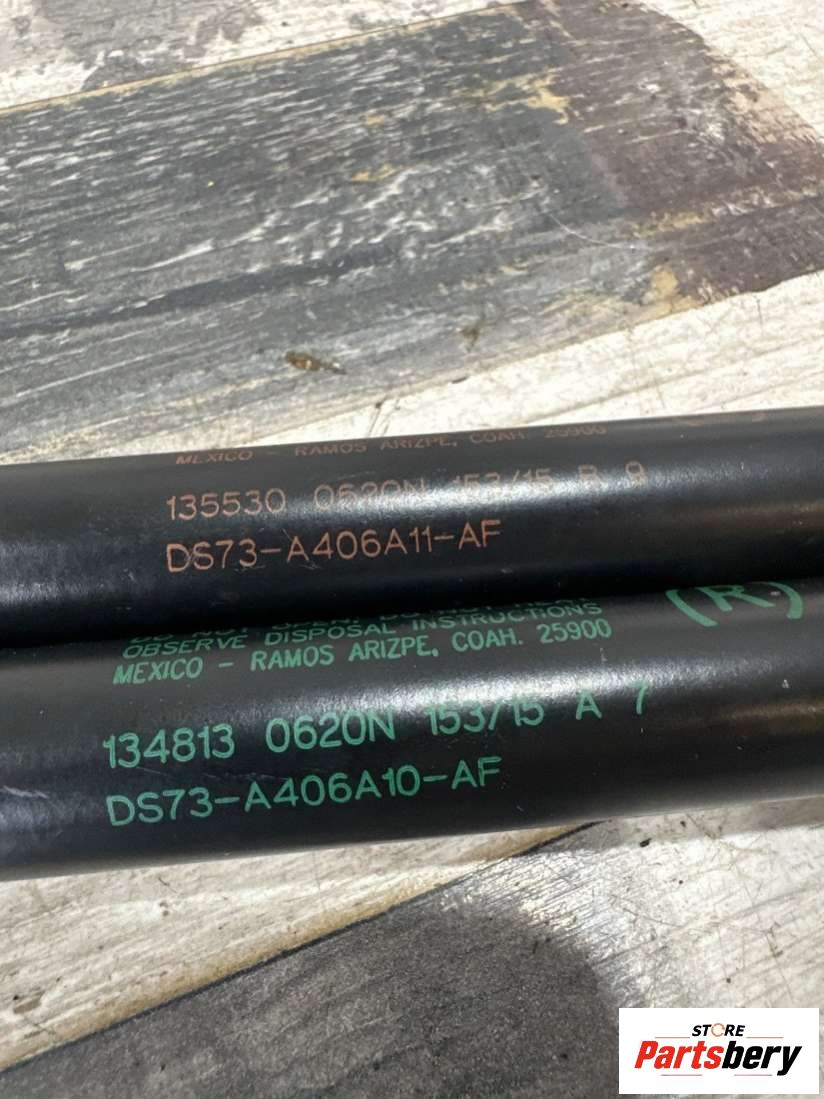 MEXICO - RAMOS ARIZPE, COAH. 25900
135530 0620N 153/15 B 9
DS73-A406A11-AF
OBSERVE DISPOSAL INSTRUCTIONS
MEXICO - RAMOS ARIZPE, COAH. 25900
(R)
134813 0620N 153/15 A 7
DS73-A406A10-AF
STORE
Partsbery